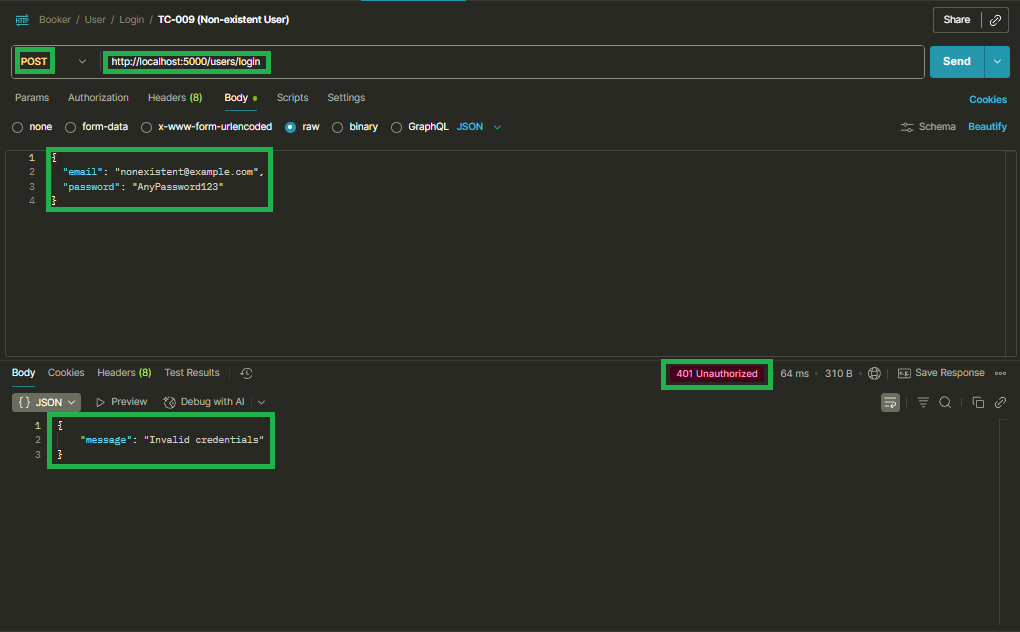 HTTP Booker / User / Login / TC-009 (Non-existent User) Share
POST http://localhost:5000/users/login Send
Params Authorization Headers (8) Body Scripts Settings Cookies
none form-data x-www-form-urlencoded raw binary GraphQL JSON Schema Beautify
1 {
2 "email": "nonexistent@example.com",
3 "password": "AnyPassword123"
4 }
Body Cookies Headers (8) Test Results 401 Unauthorized 64 ms 310 B e.g. Save Response
{ } JSON Preview Debug with AI
1 {
2 "message": "Invalid credentials"
3 }